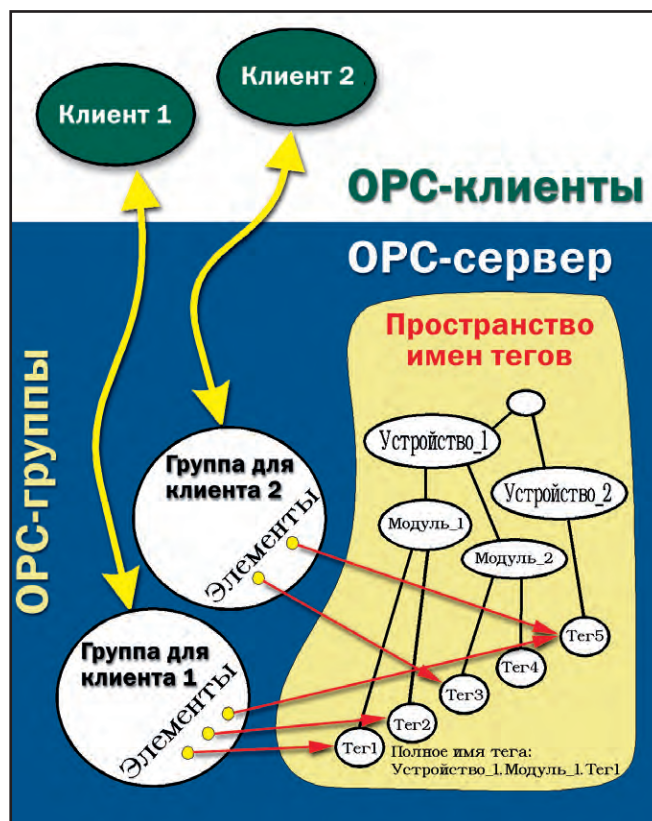 Клиент 1
Клиент 2
OPC-клиенты
OPC-сервер
OPC-группы
Пространство
имен тегов
Устройство_1
Устройство_2
Модуль_1
Модуль_2
Группа для
клиента 2
Элементы
Группа для
клиента 1
Элементы
Тег5
Тег4
Тег3
Тег2
Тег1
Полное имя тега:
Устройство_1.Модуль_1.Тег1